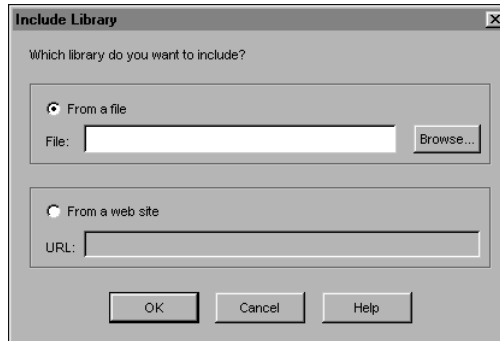 Include Library
Which library do you want to include?
From a file
File:
Browse...
From a web site
URL:
OK Cancel Help